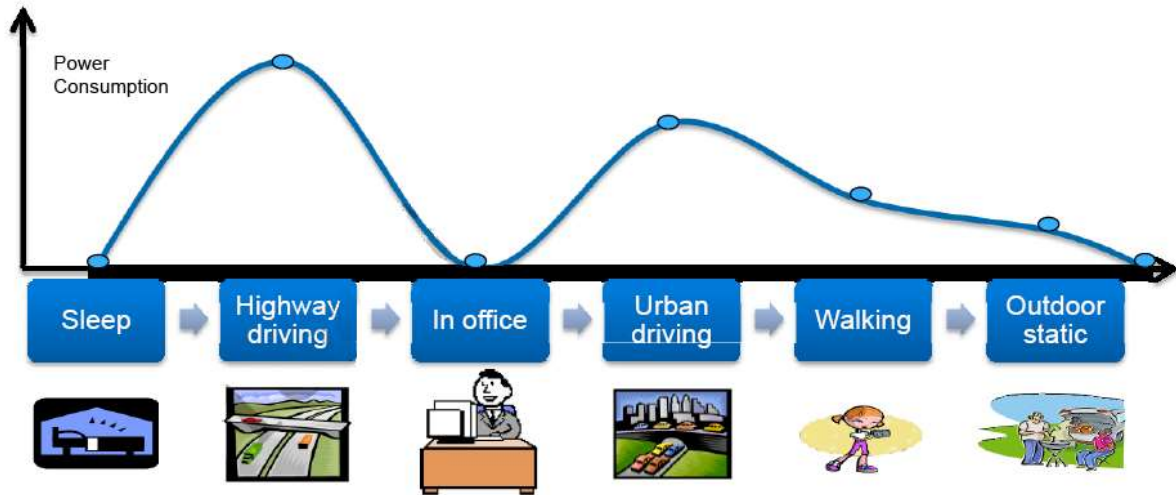 Power
Consumption
Sleep
Highway
driving
In office
Urban
driving
Walking
Outdoor
static